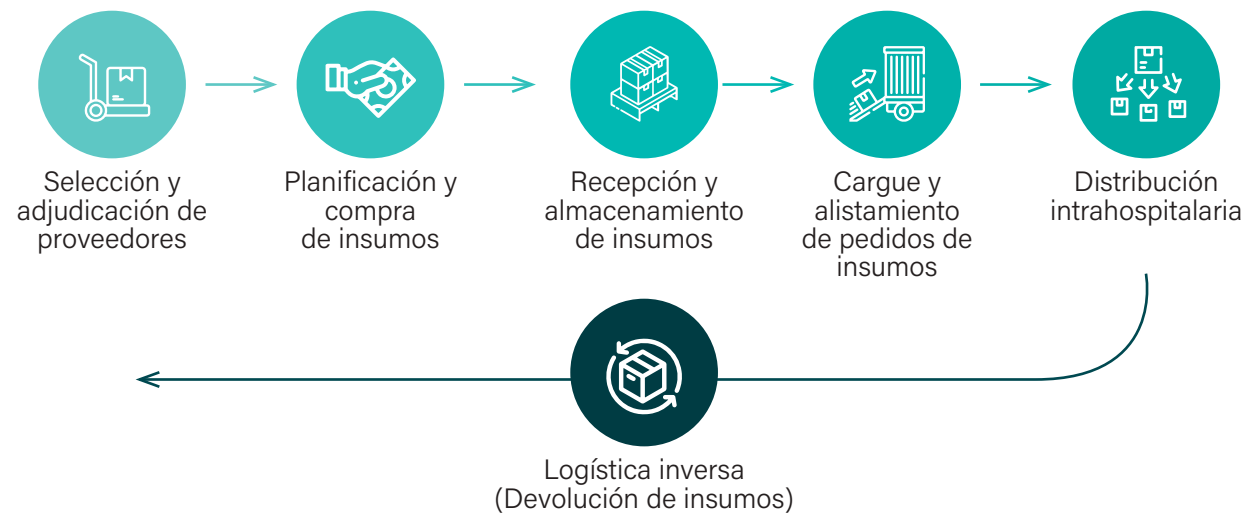 Selección y
adjudicación de
proveedores
Planificación y
compra
de insumos
Recepción y
almacenamiento
de insumos
Cargue y
alistamiento
de pedidos de
insumos
Distribución
intrahospitalaria
Logística inversa
(Devolución de insumos)